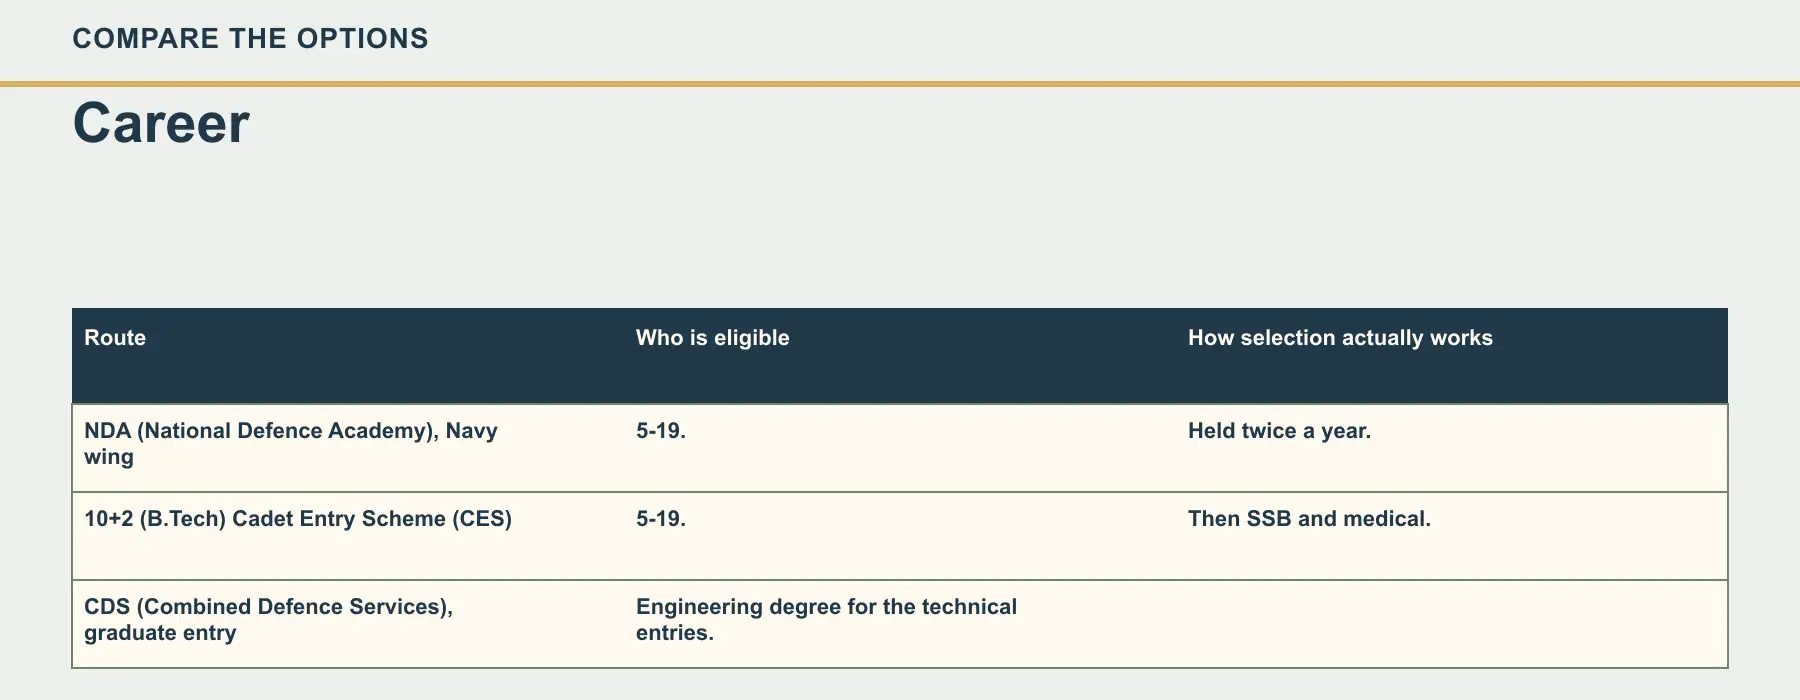 COMPARE THE OPTIONS
Career
Route
Who is eligible
How selection actually works
NDA (National Defence Academy), Navy
wing
5-19.
Held twice a year.
10+2 (B.Tech) Cadet Entry Scheme (CES)
5-19.
Then SSB and medical.
CDS (Combined Defence Services),
graduate entry
Engineering degree for the technical
entries.